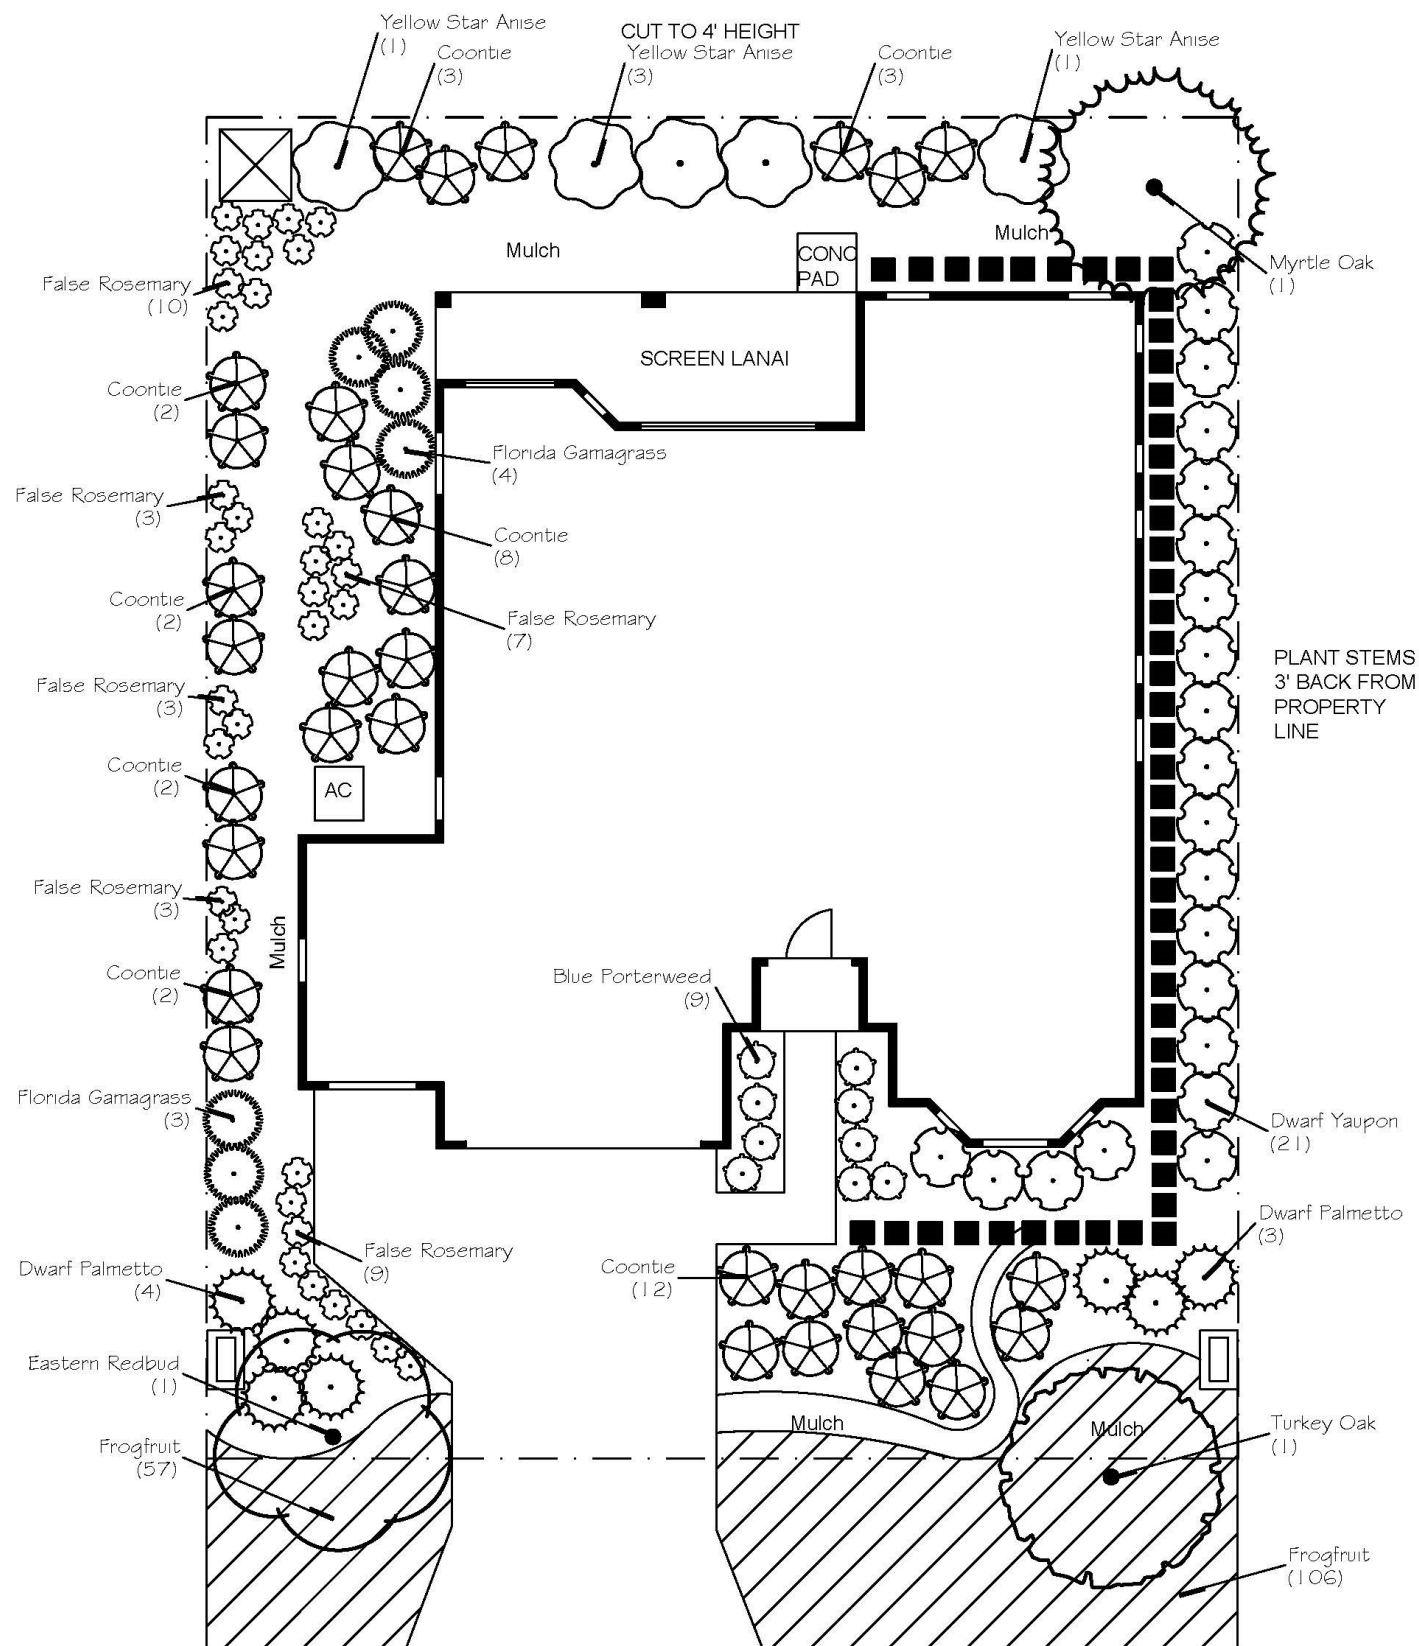 Yellow Star Anise
(1)
Coontie
(3)
CUT TO 4' HEIGHT
Yellow Star Anise
(3)
Coontie
(3)
Yellow Star Anise
(1)
Mulch
CONC
PAD
Mulch
Myrtle Oak
(1)
False Rosemary
(10)
SCREEN LANAI
Coontie
(2)
Florida Gamagrass
(4)
False Rosemary
(3)
Coontie
(8)
Coontie
(2)
False Rosemary
(7)
PLANT STEMS
3' BACK FROM
PROPERTY
LINE
False Rosemary
(3)
Coontie
(2)
AC
False Rosemary
(3)
Mulch
Coontie
(2)
Blue Porterweed
(9)
Florida Gamagrass
(3)
Dwarf Yaupon
(21)
Dwarf Palmetto
(3)
False Rosemary
(9)
Dwarf Palmetto
(4)
Coontie
(12)
Eastern Redbud
(1)
Mulch
Mulch
Turkey Oak
(1)
Frogfruit
(57)
Frogfruit
(106)